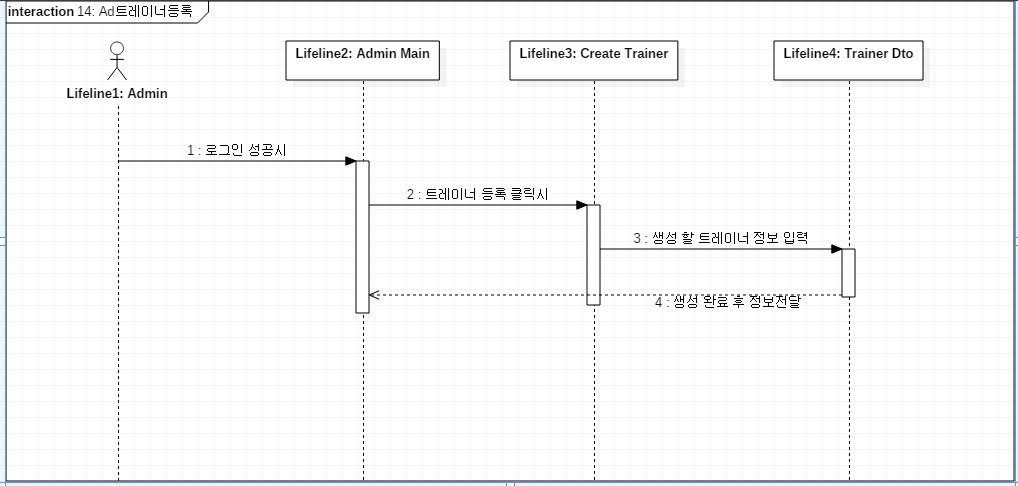 interaction 14: Ad트레이너등록
Lifeline1: Admin
Lifeline2: Admin Main
Lifeline3: Create Trainer
Lifeline4: Trainer Dto
1 : 로그인 성공시
2 : 트레이너 등록 클릭시
3 : 생성 할 트레이너 정보 입력
4 : 생성 완료 후 정보전달